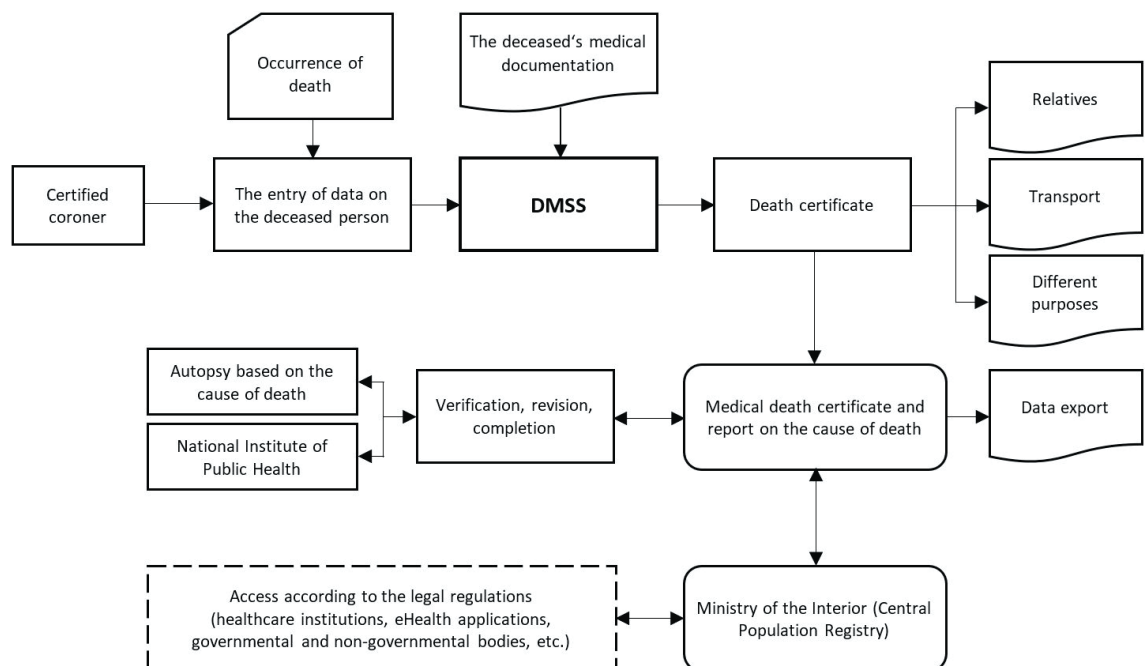 Occurrence of
death
The deceased‘s medical
documentation
Relatives
Certified
coroner
The entry of data on
the deceased person
DMSS
Death certificate
Transport
Different
purposes
Autopsy based on the
cause of death
National Institute of
Public Health
Verification, revision,
completion
Medical death certificate and
report on the cause of death
Data export
Access according to the legal regulations
(healthcare institutions, eHealth applications,
governmental and non-governmental bodies, etc.)
Ministry of the Interior (Central
Population Registry)